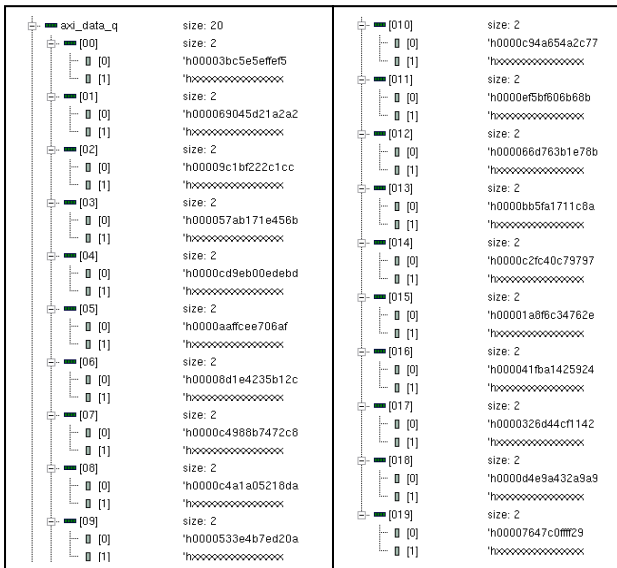 axi_data_q size: 20
[00] size: 2
[0] 'h00003bc5e5effef5
[1] 'hxxxxxxxxxxxxxxxx
[01] size: 2
[0] 'h000069045d21a2a2
[1] 'hxxxxxxxxxxxxxxxx
[02] size: 2
[0] 'h00009c1bf222c1cc
[1] 'hxxxxxxxxxxxxxxxx
[03] size: 2
[0] 'h000057ab171e456b
[1] 'hxxxxxxxxxxxxxxxx
[04] size: 2
[0] 'h0000cd9eb00edebd
[1] 'hxxxxxxxxxxxxxxxx
[05] size: 2
[0] 'h0000aaffcee706af
[1] 'hxxxxxxxxxxxxxxxx
[06] size: 2
[0] 'h00008d1e4235b12c
[1] 'hxxxxxxxxxxxxxxxx
[07] size: 2
[0] 'h0000c4988b7472c8
[1] 'hxxxxxxxxxxxxxxxx
[08] size: 2
[0] 'h0000c4a1a05218da
[1] 'hxxxxxxxxxxxxxxxx
[09] size: 2
[0] 'h0000533e4b7ed20a
[1] 'hxxxxxxxxxxxxxxxx
[010] size: 2
[0] 'h0000c94a654a2c77
[1] 'hxxxxxxxxxxxxxxxx
[011] size: 2
[0] 'h0000ef5bf606b68b
[1] 'hxxxxxxxxxxxxxxxx
[012] size: 2
[0] 'h000066d763b1e78b
[1] 'hxxxxxxxxxxxxxxxx
[013] size: 2
[0] 'h0000bb5fa1711c8a
[1] 'hxxxxxxxxxxxxxxxx
[014] size: 2
[0] 'h0000c2fc40c79797
[1] 'hxxxxxxxxxxxxxxxx
[015] size: 2
[0] 'h00001a8f6c34762e
[1] 'hxxxxxxxxxxxxxxxx
[016] size: 2
[0] 'h000041fba1425924
[1] 'hxxxxxxxxxxxxxxxx
[017] size: 2
[0] 'h0000326d44cf1142
[1] 'hxxxxxxxxxxxxxxxx
[018] size: 2
[0] 'h0000d4e9a432a9a9
[1] 'hxxxxxxxxxxxxxxxx
[019] size: 2
[0] 'h00007647c0ffff29
[1] 'hxxxxxxxxxxxxxxxx